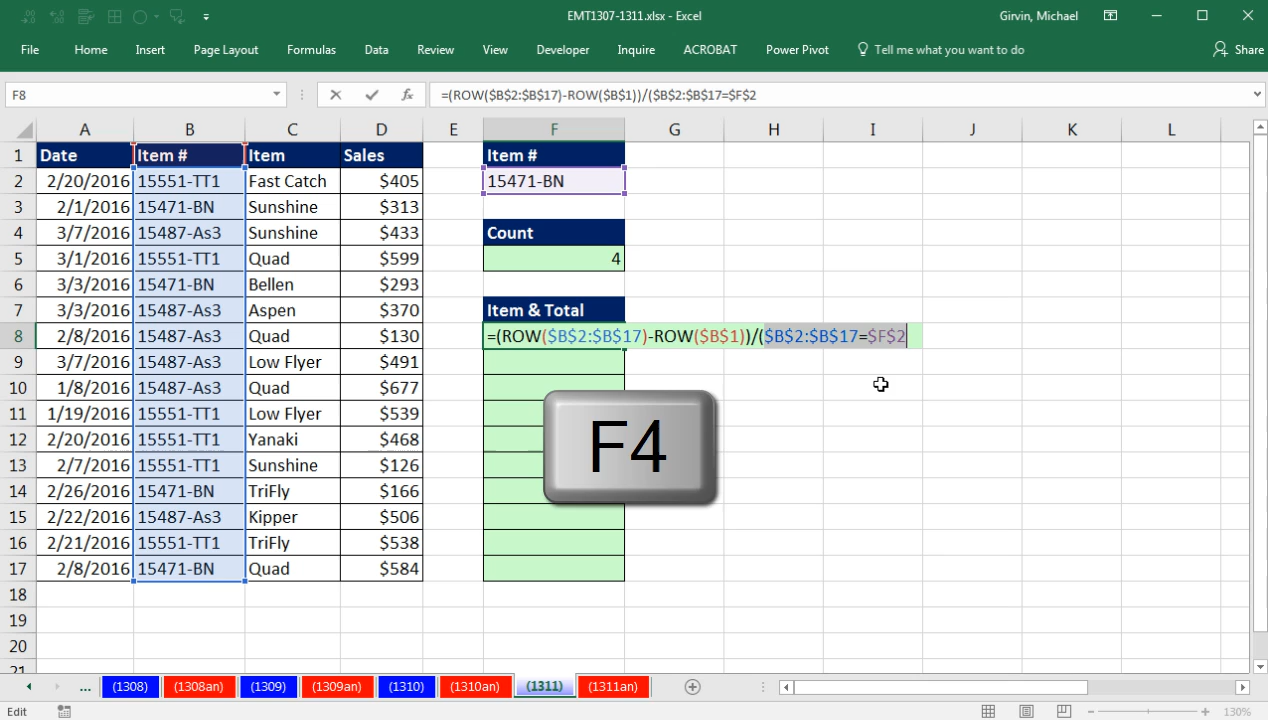 EMT1307-1311.xlsx - Excel
Girvin, Michael
File Home Insert Page Layout Formulas Data Review View Developer Inquire ACROBAT Power Pivot Tell me what you want to do Share
F8 fx =(ROW($B$2:$B$17)-ROW($B$1))/($B$2:$B$17=$F$2
A B C D E F G H I J K L
1 Date Item # Item Sales Item #
2 2/20/2016 15551-TT1 Fast Catch $405 15471-BN
3 2/1/2016 15471-BN Sunshine $313
4 3/7/2016 15487-As3 Sunshine $433 Count
5 3/1/2016 15551-TT1 Quad $599 4
6 3/3/2016 15471-BN Bellen $293
7 3/3/2016 15487-As3 Aspen $370 Item & Total
8 2/8/2016 15487-As3 Quad $130 =(ROW($B$2:$B$17)-ROW($B$1))/($B$2:$B$17=$F$2
9 3/7/2016 15487-As3 Low Flyer $491
10 1/8/2016 15487-As3 Quad $677
11 1/19/2016 15551-TT1 Low Flyer $539
12 2/20/2016 15551-TT1 Yanaki $468
13 2/7/2016 15551-TT1 Sunshine $126
14 2/26/2016 15471-BN TriFly $166
15 2/22/2016 15487-As3 Kipper $506
16 2/21/2016 15551-TT1 TriFly $538
17 2/8/2016 15471-BN Quad $584
18
19
20
21
F4
... (1308) (1308an) (1309) (1309an) (1310) (1310an) (1311) (1311an)
Edit 130%